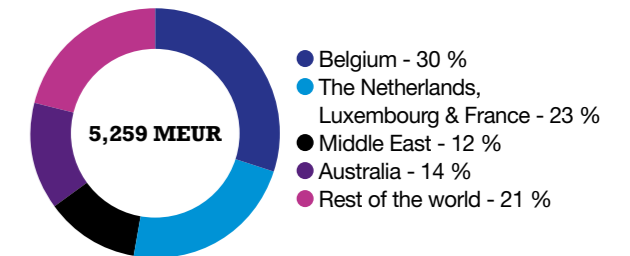 5,259 MEUR
Belgium - 30 %
The Netherlands,
Luxembourg & France - 23 %
Middle East - 12 %
Australia - 14 %
Rest of the world - 21 %